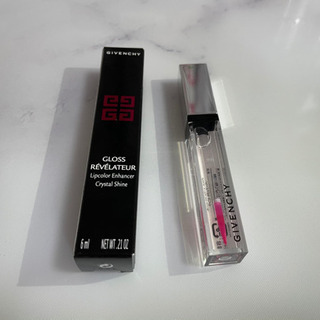 GIVENCHY
GLOSS
RÉVÉLATEUR
Lipcolor Enhancer
Crystal Shine
6 ml NET WT. .21 OZ
GIVENCHY